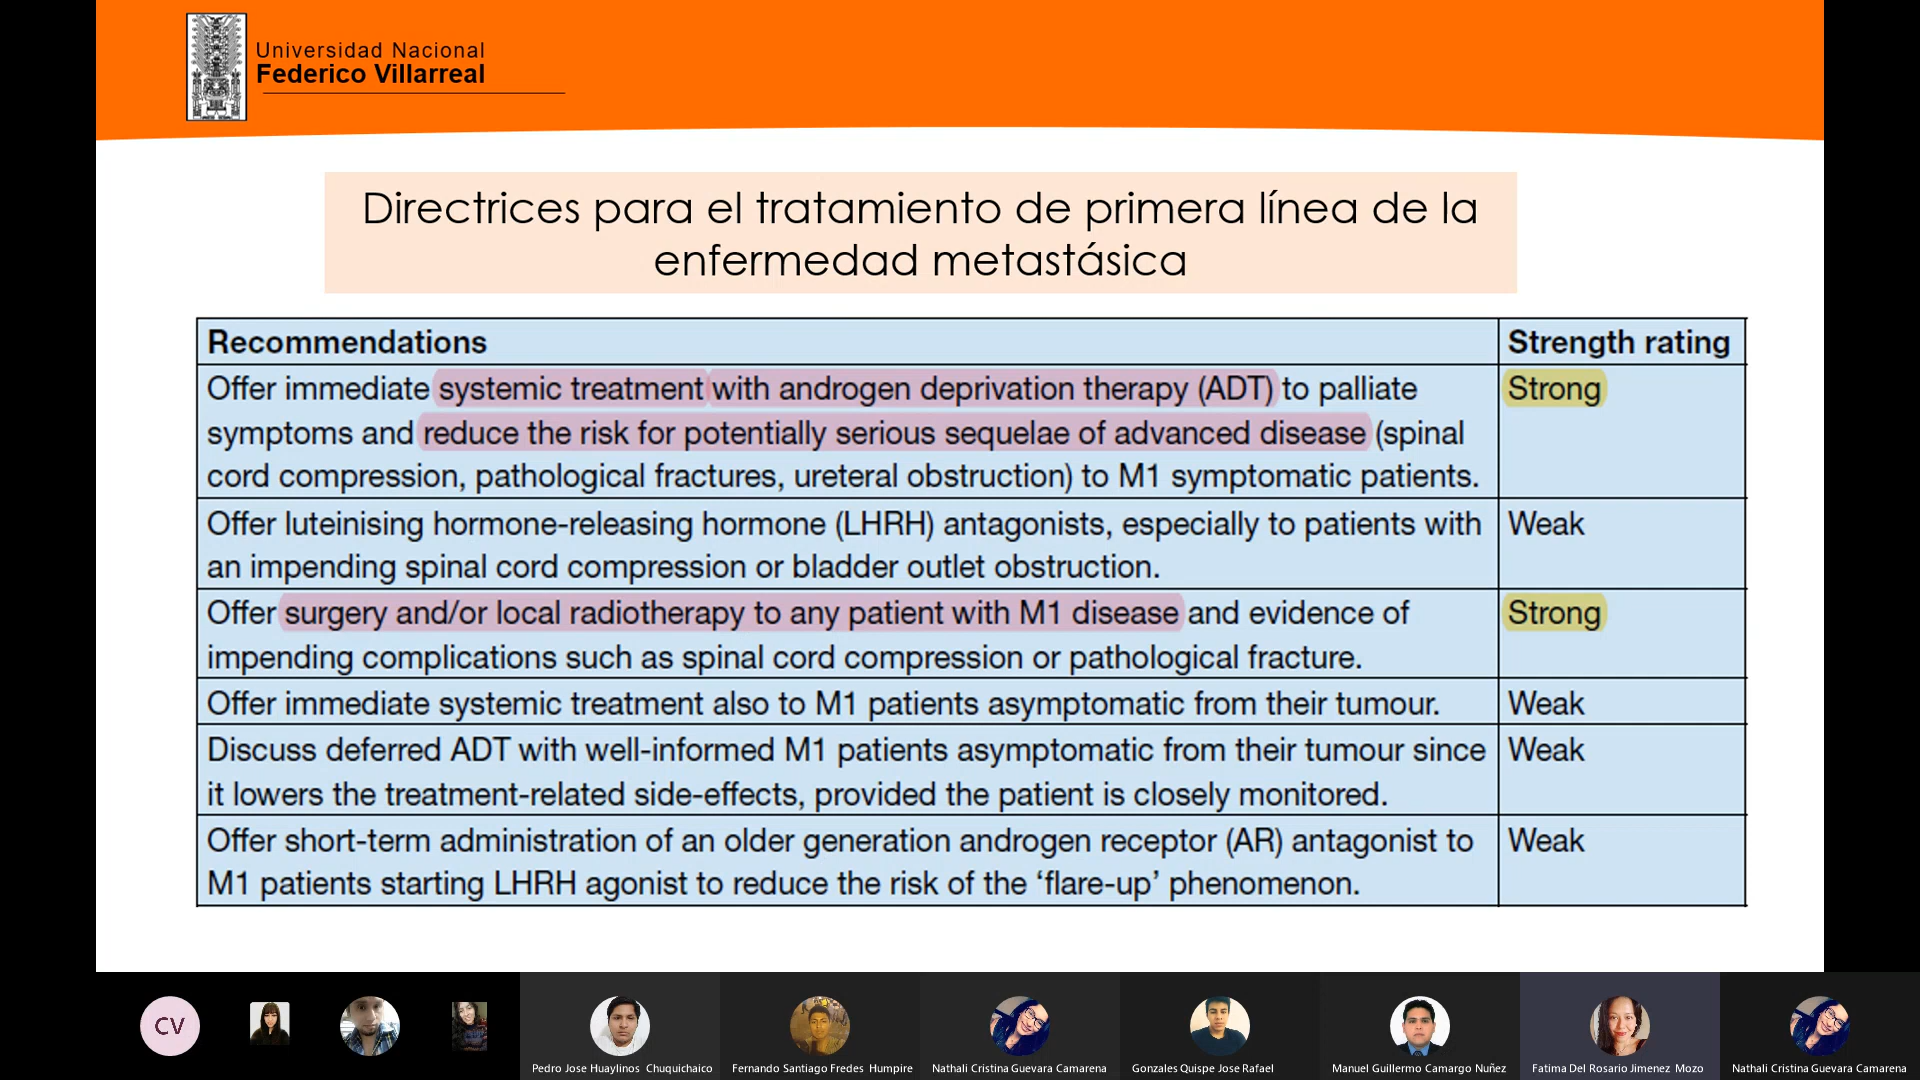 Universidad Nacional
Federico Villarreal
Directrices para el tratamiento de primera línea de la
enfermedad metastásica
Recommendations
Strength rating
Offer immediate systemic treatment with androgen deprivation therapy (ADT) to palliate
symptoms and reduce the risk for potentially serious sequelae of advanced disease (spinal
cord compression, pathological fractures, ureteral obstruction) to M1 symptomatic patients.
Strong
Offer luteinising hormone-releasing hormone (LHRH) antagonists, especially to patients with
an impending spinal cord compression or bladder outlet obstruction.
Weak
Offer surgery and/or local radiotherapy to any patient with M1 disease and evidence of
impending complications such as spinal cord compression or pathological fracture.
Strong
Offer immediate systemic treatment also to M1 patients asymptomatic from their tumour.
Weak
Discuss deferred ADT with well-informed M1 patients asymptomatic from their tumour since
it lowers the treatment-related side-effects, provided the patient is closely monitored.
Weak
Offer short-term administration of an older generation androgen receptor (AR) antagonist to
M1 patients starting LHRH agonist to reduce the risk of the ‘flare-up’ phenomenon.
Weak
CV
Pedro Jose Huaylinos Chuquichaico
Fernando Santiago Fredes Humpire
Nathali Cristina Guevara Camarena
Gonzales Quispe Jose Rafael
Manuel Guillermo Camargo Nuñez
Fatima Del Rosario Jimenez Mozo
Nathali Cristina Guevara Camarena